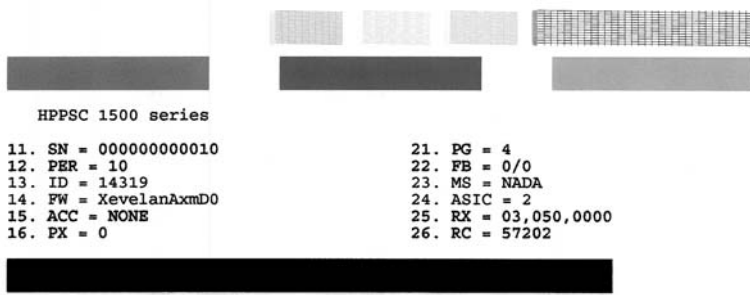 HPPSC 1500 series
11. SN = 000000000010
12. PER = 10
13. ID = 14319
14. FW = XevelanAxmD0
15. ACC = NONE
16. PX = 0
21. PG = 4
22. FB = 0/0
23. MS = NADA
24. ASIC = 2
25. RX = 03,050,0000
26. RC = 57202